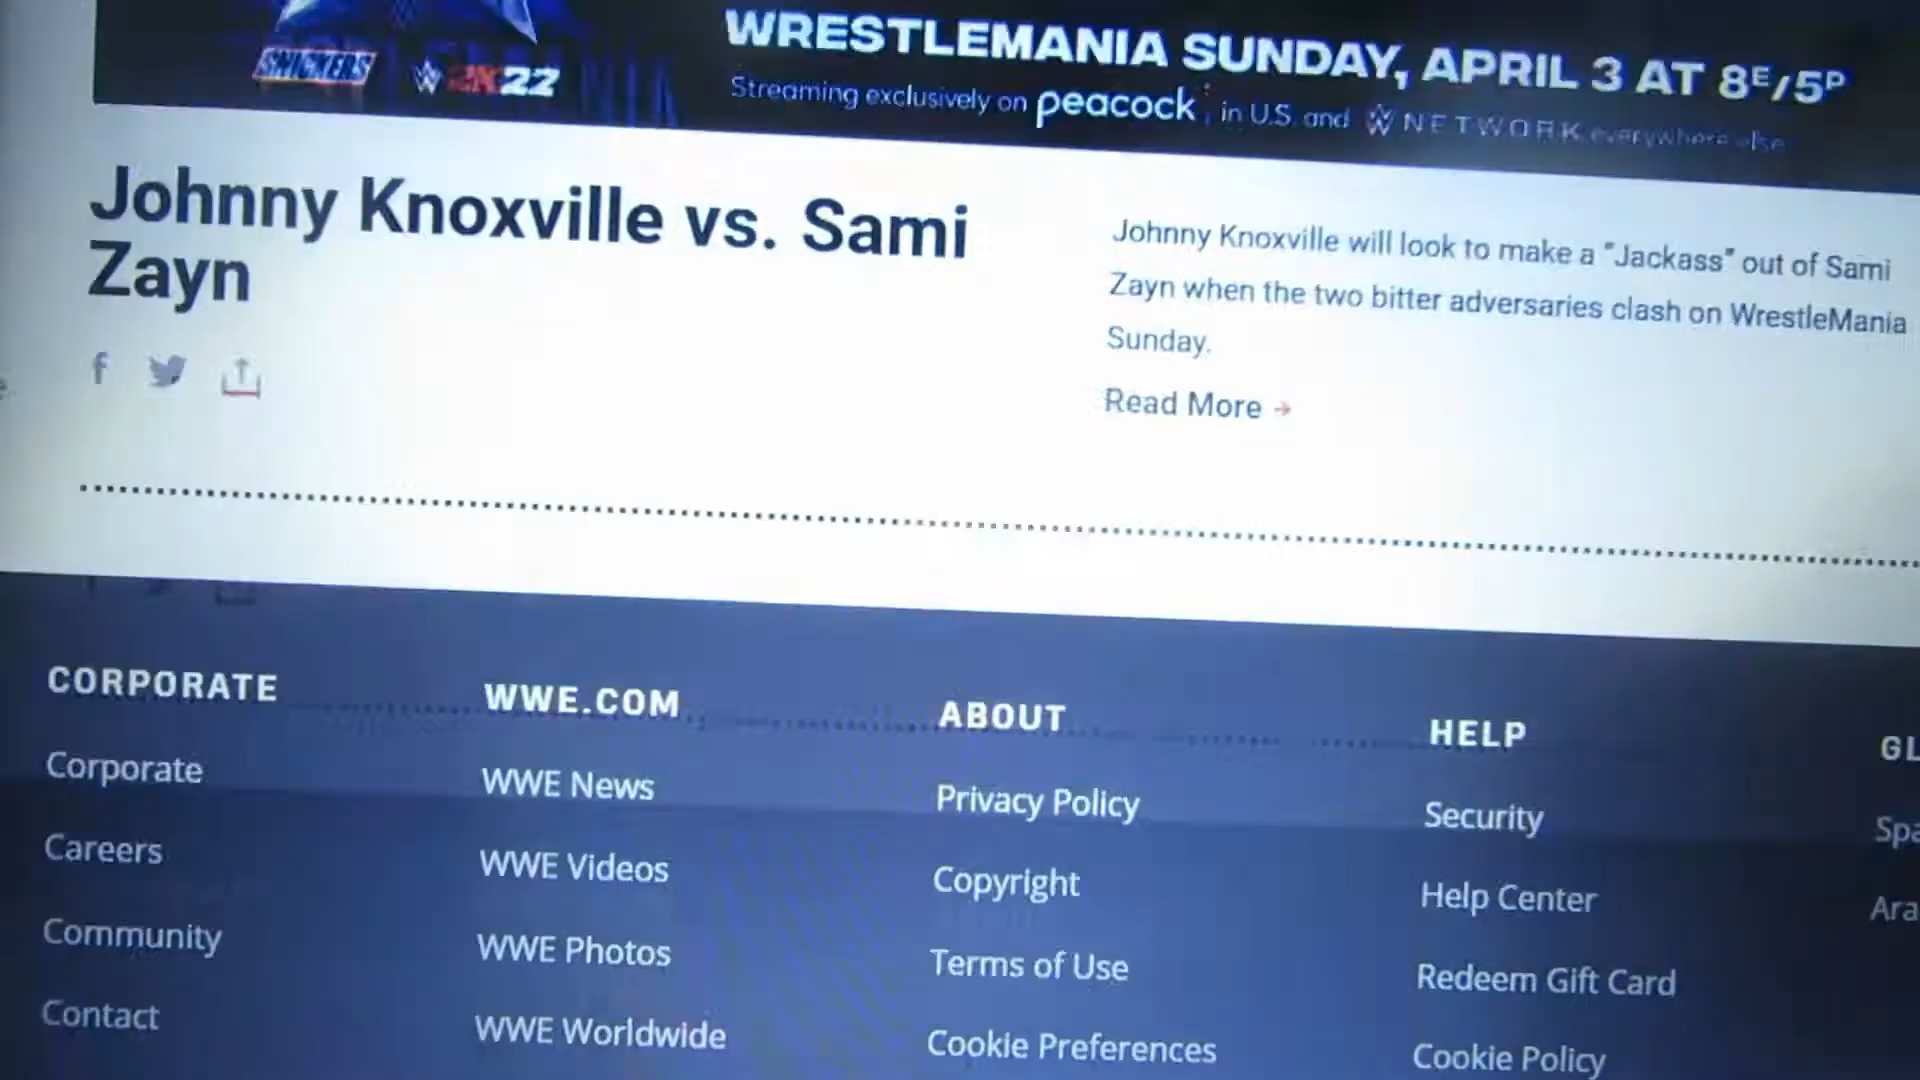 SNICKERS W 2K22
WRESTLEMANIA SUNDAY, APRIL 3 AT 8E/5P
Streaming exclusively on peacock in U.S. and W NETWORK everywhere else
Johnny Knoxville vs. Sami
Zayn
Johnny Knoxville will look to make a "Jackass" out of Sami
Zayn when the two bitter adversaries clash on WrestleMania
Sunday.
Read More
CORPORATE
Corporate
Careers
Community
Contact
WWE.COM
WWE News
WWE Videos
WWE Photos
WWE Worldwide
ABOUT
Privacy Policy
Copyright
Terms of Use
Cookie Preferences
HELP
Security
Help Center
Redeem Gift Card
Cookie Policy